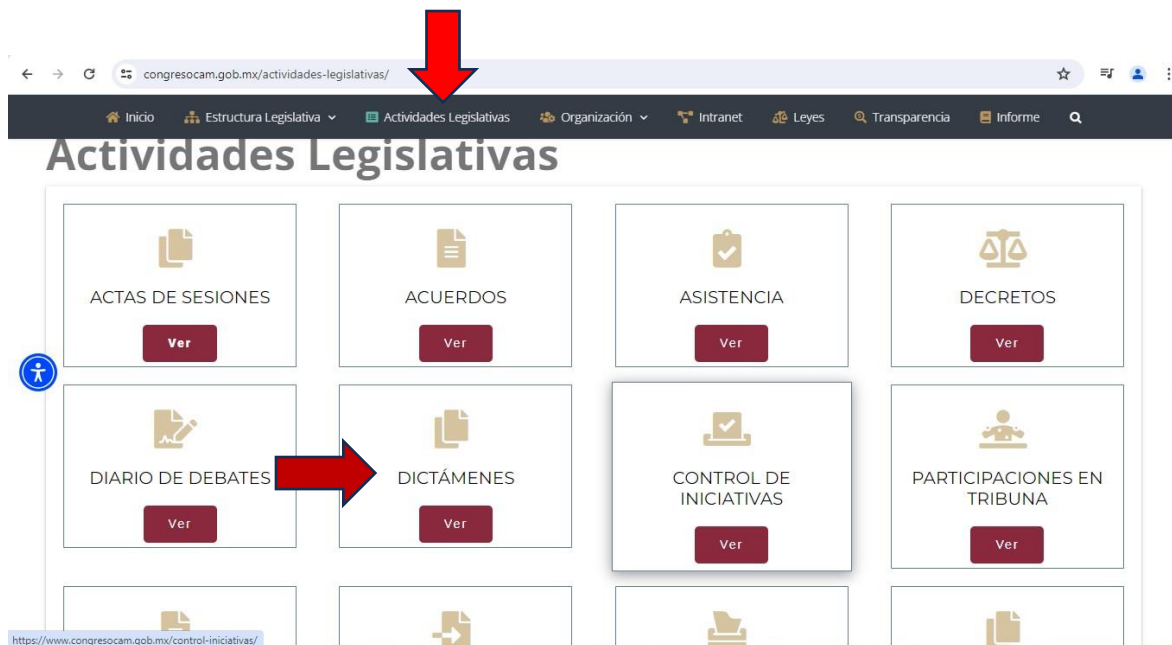 congresocam.gob.mx/actividades-legislativas/
Inicio Estructura Legislativa Actividades Legislativas Organización Intranet Leyes Transparencia Informe
Actividades Legislativas
ACTAS DE SESIONES
Ver
ACUERDOS
Ver
ASISTENCIA
Ver
DECRETOS
Ver
DIARIO DE DEBATES
Ver
DICTÁMENES
Ver
CONTROL DE
INICIATIVAS
Ver
PARTICIPACIONES EN
TRIBUNA
Ver
https://www.congresocam.gob.mx/control-iniciativas/